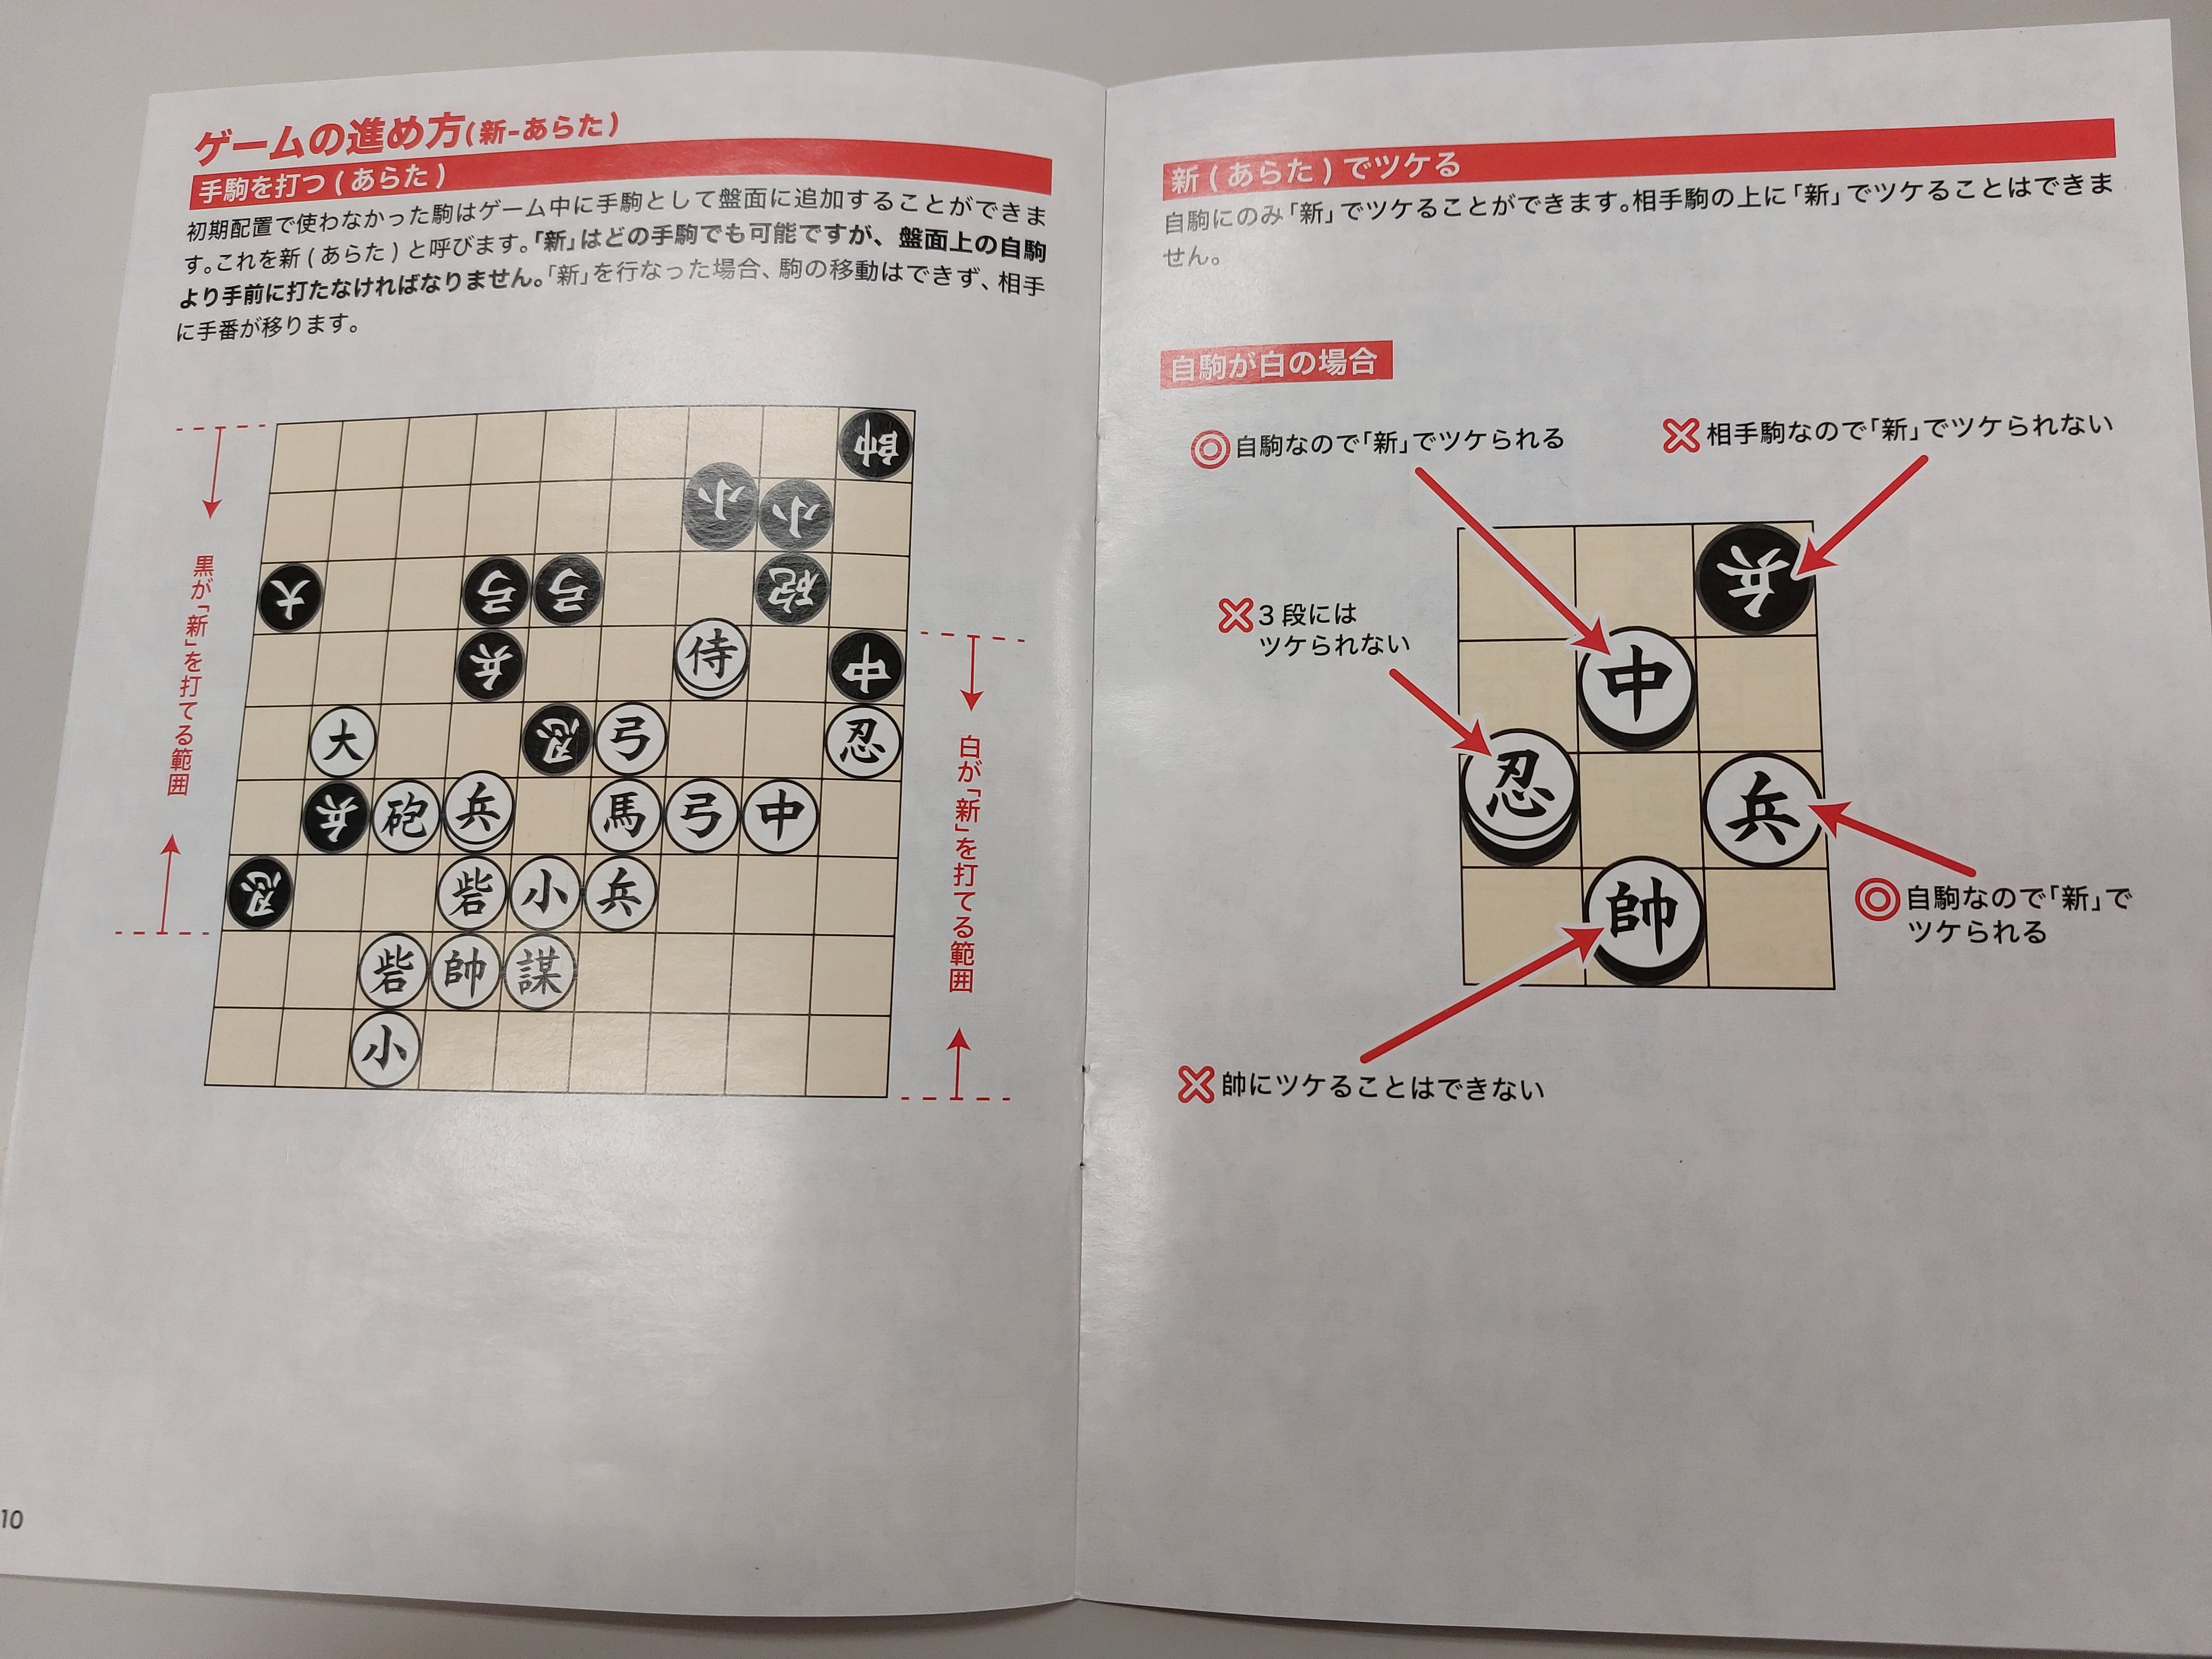 ゲームの進め方(新-あらた)
手駒を打つ(あらた)
初期配置で使わなかった駒はゲーム中に手駒として盤面に追加することができま
す。これを新(あらた)と呼びます。「新」はどの手駒でも可能ですが、盤面上の自駒
より手前に打たなければなりません。「新」を行なった場合、駒の移動はできず、相手
に手番が移ります。
黒が「新」を打てる範囲
帥
小 小
大 弓 弓 砲
兵 侍 中
大 忍 弓 忍
兵 砲 兵 馬 弓 中
忍 砦 小 兵
砦 帥 謀
小
白が「新」を打てる範囲
10
新(あらた)でツケる
自駒にのみ「新」でツケることができます。相手駒の上に「新」でツケることはできま
せん。
自駒が白の場合
自駒なので「新」でツケられる
相手駒なので「新」でツケられない
3段には
ツケられない
兵
中
忍 兵
帥
自駒なので「新」で
ツケられる
帥にツケることはできない